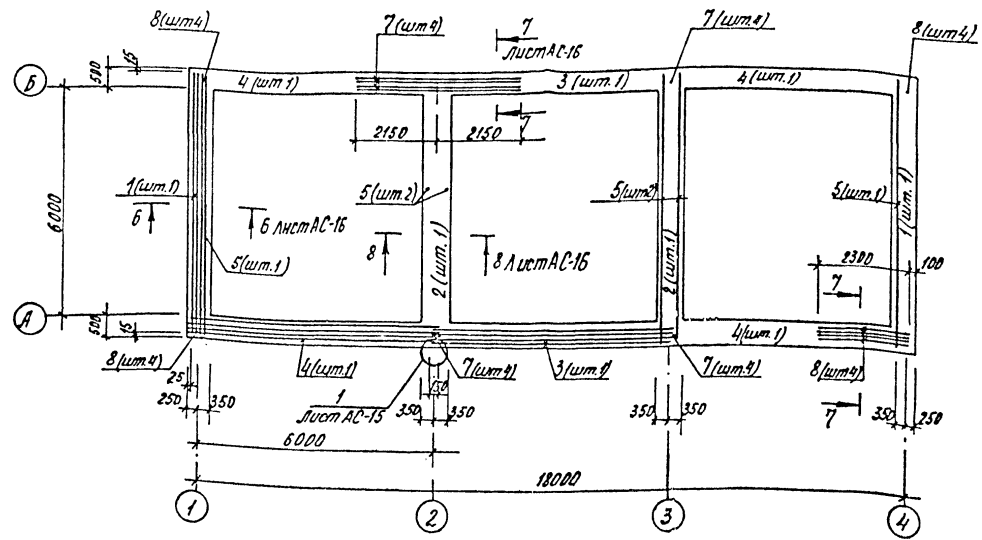 8(шт4)
7(шт4)
7
Лист АС-16
7(шт.4)
8(шт4)
Б
500
15
4(шт.1)
3(шт.1)
4(шт.1)
7
2150
2150
1(шт.1)
6
6 Лист АС-16
5(шт.1)
5(шт.2)
2(шт.1)
8
8 Лист АС-16
5(шт2)
2(шт.1)
5(шт.1)
1(шт.1)
6000
2300
100
7
А
500
15
8(шт.4)
4(шт.1)
7(шт4)
3(шт.1)
7(шт4)
4(шт.1)
8(шт4)
7
25
250
350
1
Лист АС-15
150
350
350
350
350
350
250
6000
18000
1
2
3
4